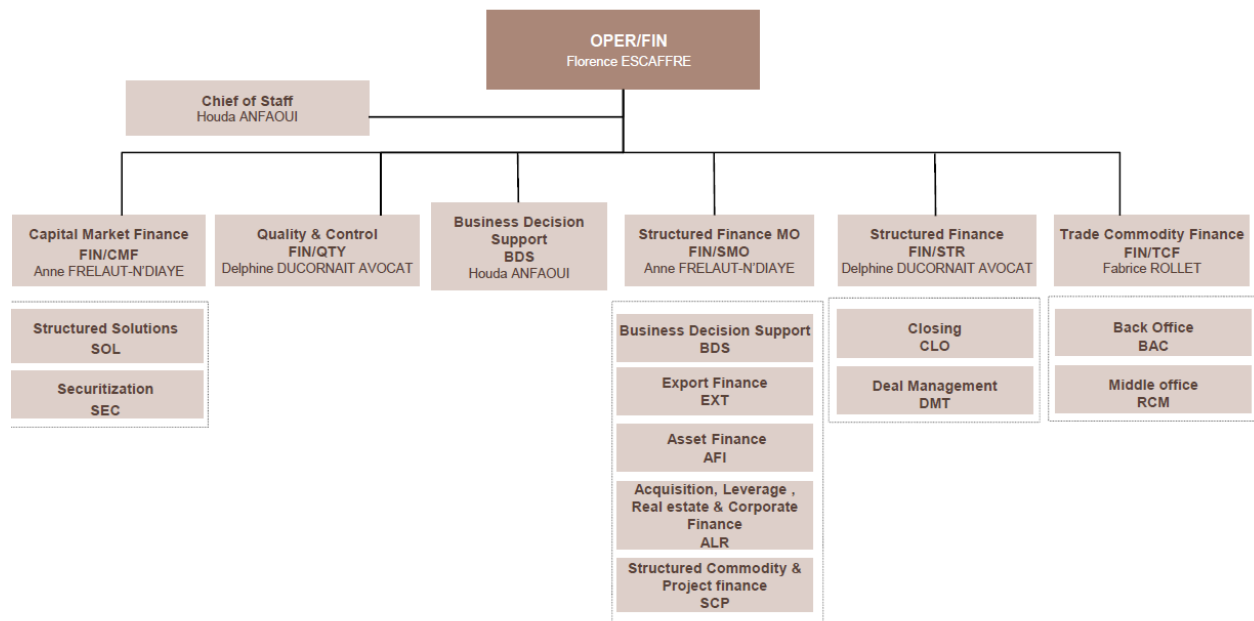 OPER/FIN
Florence ESCAFFRE
Chief of Staff
Houda ANFAOUI
Capital Market Finance
FIN/CMF
Anne FRELAUT-N'DIAYE
Quality & Control
FIN/QTY
Delphine DUCORNAIT AVOCAT
Business Decision
Support
BDS
Houda ANFAOUI
Structured Finance MO
FIN/SMO
Anne FRELAUT-N'DIAYE
Structured Finance
FIN/STR
Delphine DUCORNAIT AVOCAT
Trade Commodity Finance
FIN/TCF
Fabrice ROLLET
Structured Solutions
SOL
Securitization
SEC
Business Decision Support
BDS
Export Finance
EXT
Asset Finance
AFI
Acquisition, Leverage ,
Real estate & Corporate
Finance
ALR
Structured Commodity &
Project finance
SCP
Closing
CLO
Deal Management
DMT
Back Office
BAC
Middle office
RCM